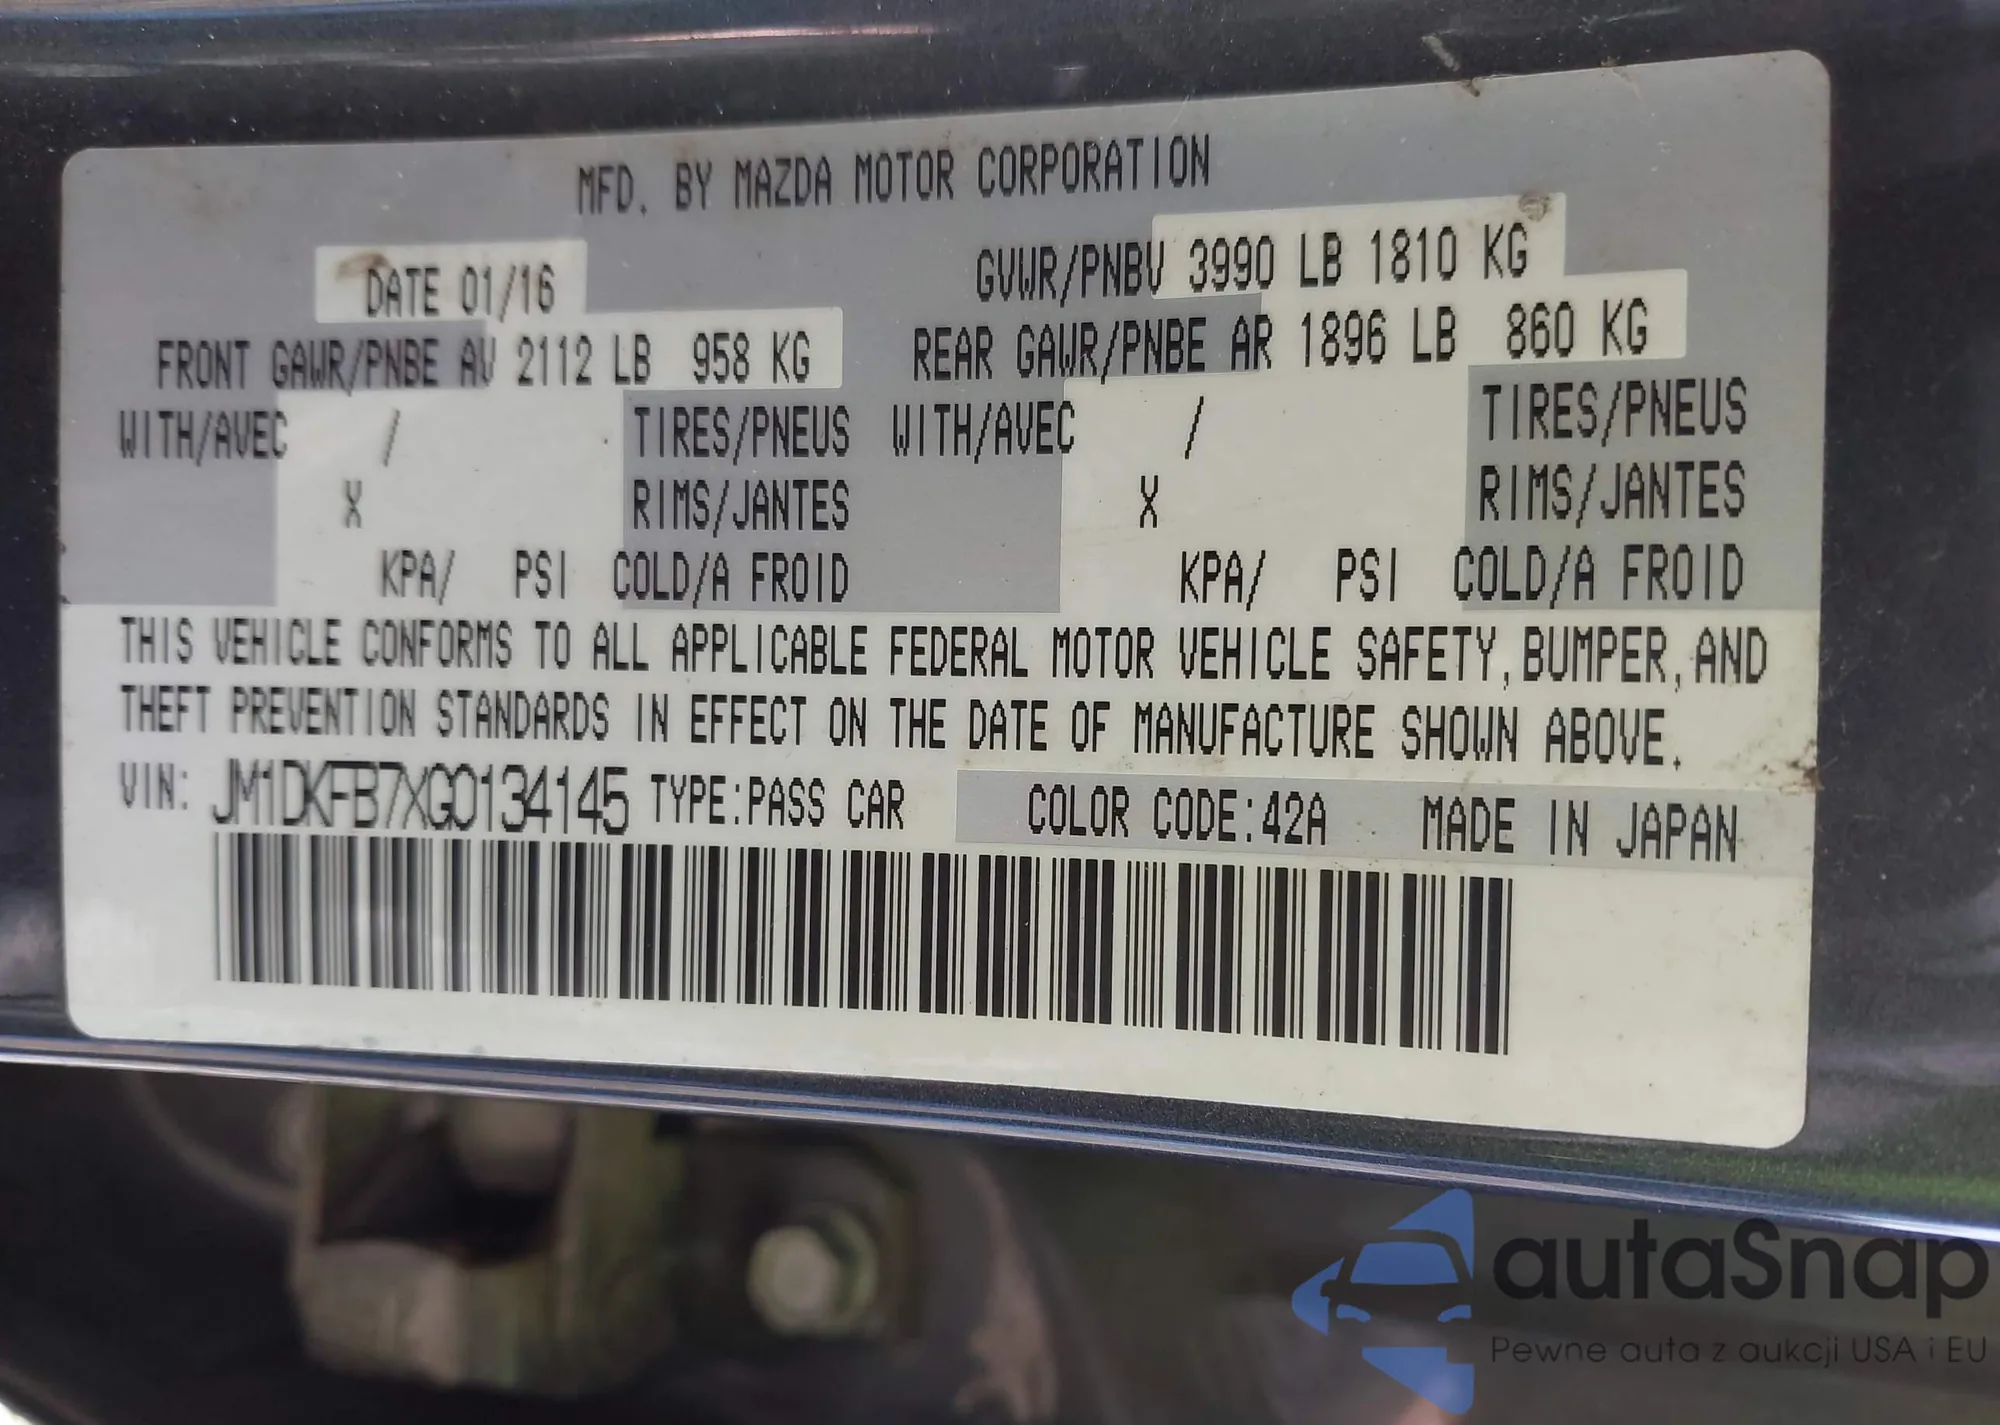 MFD. BY MAZDA MOTOR CORPORATION
DATE 01/16
GVWR/PNBV 3990 LB 1810 KG
FRONT GAWR/PNBE AV 2112 LB 958 KG
REAR GAWR/PNBE AR 1896 LB 860 KG
WITH/AVEC / TIRES/PNEUS WITH/AVEC / TIRES/PNEUS
X RIMS/JANTES X RIMS/JANTES
KPA/ PSI COLD/A FROID KPA/ PSI COLD/A FROID
THIS VEHICLE CONFORMS TO ALL APPLICABLE FEDERAL MOTOR VEHICLE SAFETY, BUMPER, AND
THEFT PREVENTION STANDARDS IN EFFECT ON THE DATE OF MANUFACTURE SHOWN ABOVE.
VIN: JM1DKFB7XG0134145 TYPE:PASS CAR COLOR CODE:42A MADE IN JAPAN
autaSnap
Pewne auta z aukcji USA i EU